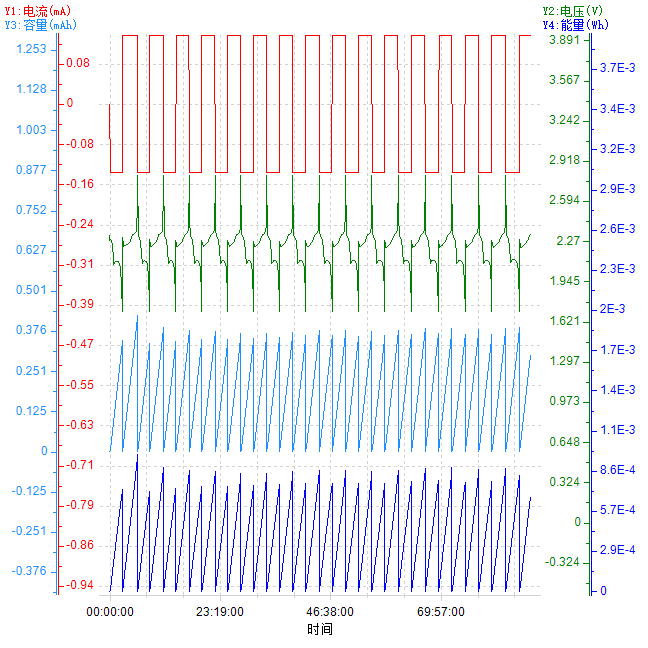 Y1:电流(mA)
Y2:电压(V)
Y3:容量(mAh)
Y4:能量(Wh)
1.253
1.128
1.003
0.877
0.752
0.627
0.501
0.376
0.251
0.125
0
-0.125
-0.251
-0.376
0.08
0
-0.08
-0.16
-0.24
-0.31
-0.39
-0.47
-0.55
-0.63
-0.71
-0.79
-0.86
-0.94
3.891
3.567
3.242
2.918
2.594
2.27
1.945
1.621
1.297
0.973
0.648
0.324
0
-0.324
3.7E-3
3.4E-3
3.2E-3
2.9E-3
2.6E-3
2.3E-3
2E-3
1.7E-3
1.4E-3
1.1E-3
8.6E-4
5.7E-4
2.9E-4
0
00:00:00
23:19:00
46:38:00
69:57:00
时间